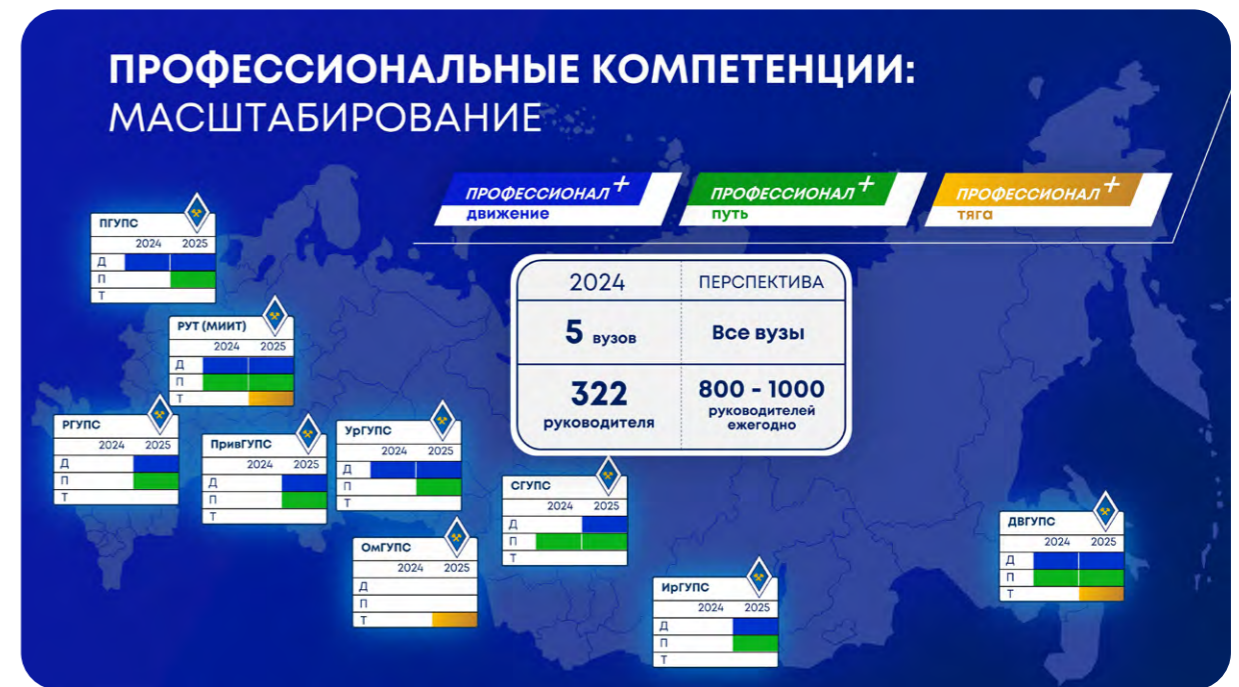 ПРОФЕССИОНАЛЬНЫЕ КОМПЕТЕНЦИИ:
МАСШТАБИРОВАНИЕ
ПРОФЕССИОНАЛ+
движение
ПРОФЕССИОНАЛ+
путь
ПРОФЕССИОНАЛ+
тяга
2024 ПЕРСПЕКТИВА
5 вузов Все вузы
322 800 - 1000
руководителя руководителей
ежегодно
ПГУПС
2024 2025
Д
П
Т
РУТ (МИИТ)
2024 2025
Д
П
Т
РГУПС
2024 2025
Д
П
Т
ПривГУПС
2024 2025
Д
П
Т
УрГУПС
2024 2025
Д
П
Т
СГУПС
2024 2025
Д
П
Т
ОмГУПС
2024 2025
Д
П
Т
ИрГУПС
2024 2025
Д
П
Т
ДВГУПС
2024 2025
Д
П
Т